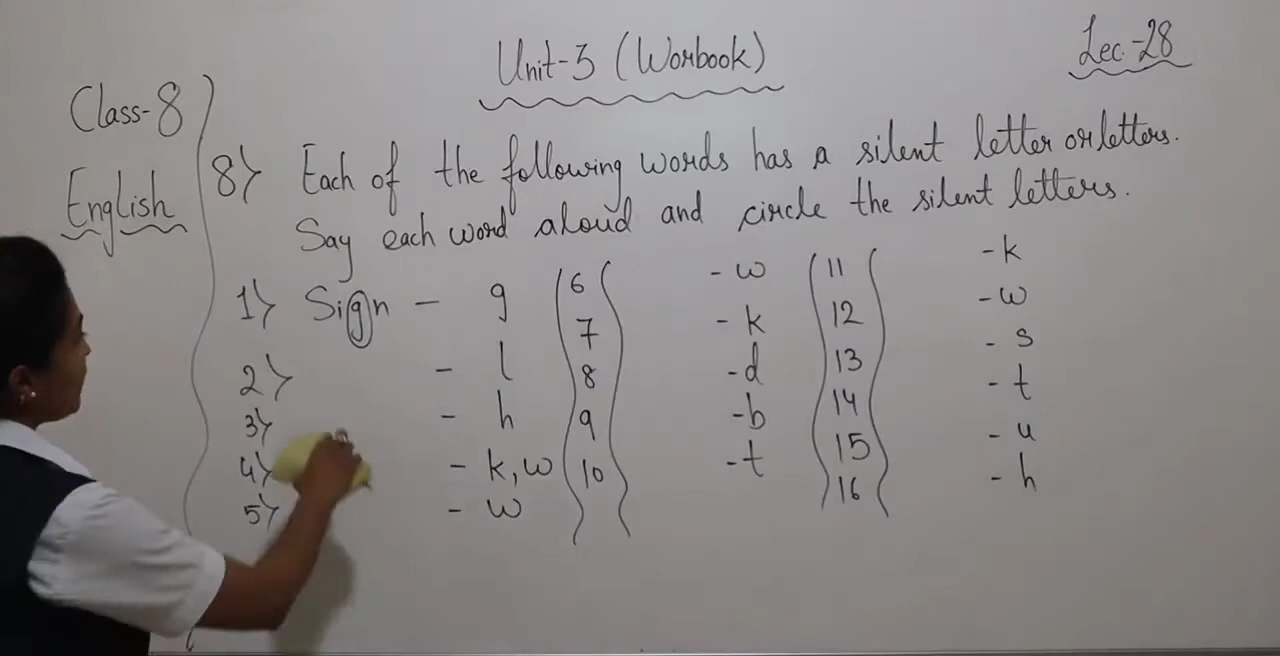 Unit-3 (Worbook)
Lec-28
Class-8
English
8) Each of the following words has a silent letter or letters.
Say each word aloud and circle the silent letters.
1) Sign - g
2) - l
3) - h
4) - k, w
5) - w
6 - w
7 - k
8 - d
9 - b
10 - t
11 - k
12 - w
13 - s
14 - t
15 - u
16 - h